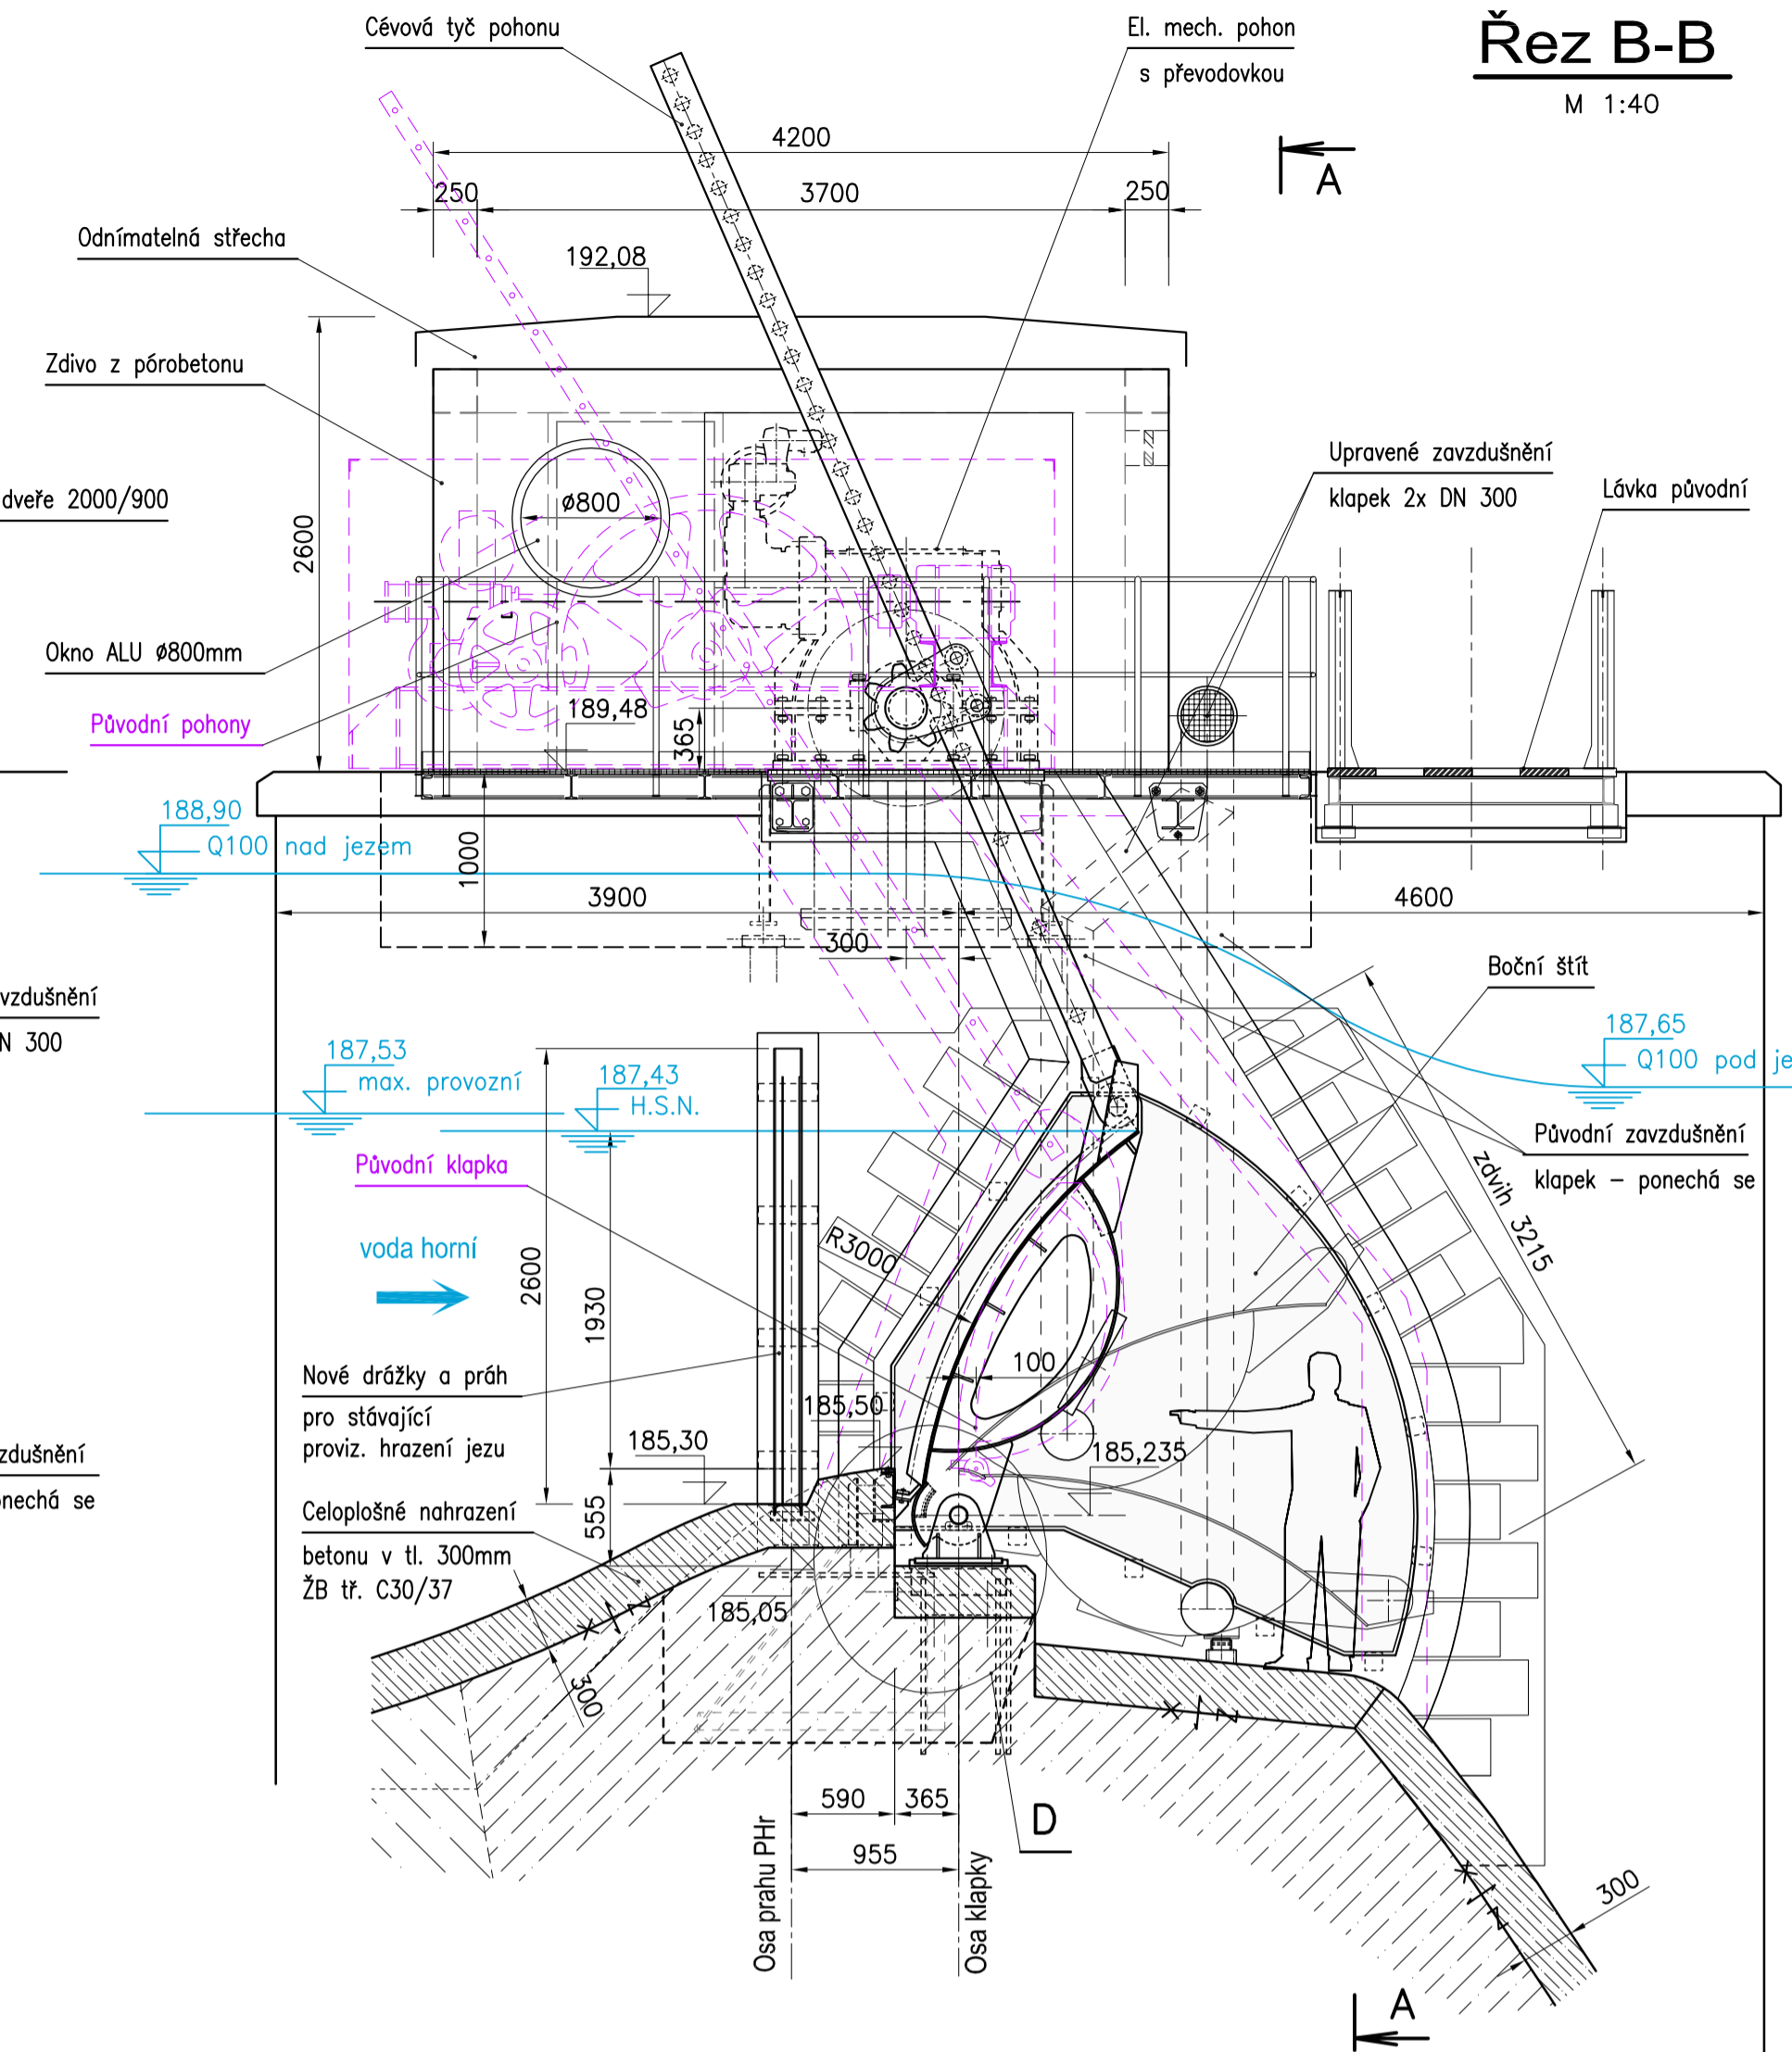 Cévová tyč pohonu
El. mech. pohon
s převodovkou
Řez B-B
M 1:40
4200
A
250
3700
250
Odnímatelná střecha
192,08
Zdivo z pórobetonu
Upravené zavzdušnění
klapek 2x DN 300
Lávka původní
dveře 2000/900
ø800
2600
Okno ALU ø800mm
Původní pohony
189,48
365
188,90
Q100 nad jezem
1000
3900
4600
300
Boční štít
vzdušnění
N 300
187,53
max. provozní
187,43
H.S.N.
187,65
Q100 pod je
Původní zavzdušnění
klapek – ponechá se
Původní klapka
zdvih 3215
voda horní
R3000
2600
1930
100
Nové drážky a práh
pro stávající
proviz. hrazení jezu
185,50
185,30
185,235
zdušnění
onechá se
Celoplošné nahrazení
betonu v tl. 300mm
ŽB tř. C30/37
555
185,05
300
590
365
D
955
Osa prahu PHr
Osa klapky
300
A